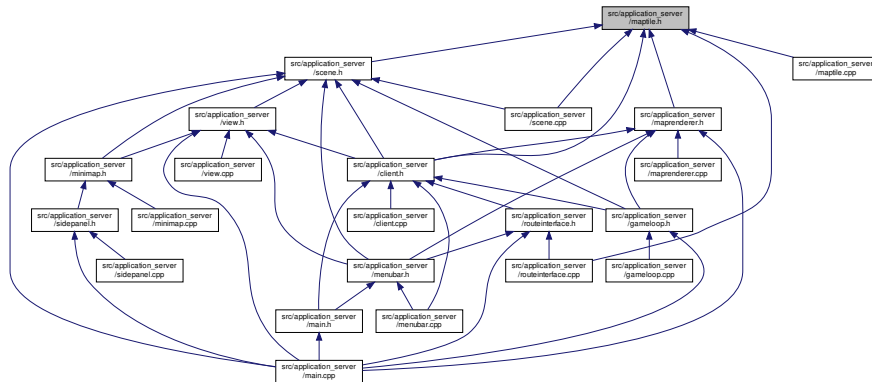 src/application_server
/maptile.h
src/application_server
/scene.h
src/application_server
/maptile.cpp
src/application_server
/view.h
src/application_server
/scene.cpp
src/application_server
/maprenderer.h
src/application_server
/minimap.h
src/application_server
/view.cpp
src/application_server
/client.h
src/application_server
/maprenderer.cpp
src/application_server
/sidepanel.h
src/application_server
/minimap.cpp
src/application_server
/client.cpp
src/application_server
/routeinterface.h
src/application_server
/gameloop.h
src/application_server
/sidepanel.cpp
src/application_server
/menubar.h
src/application_server
/routeinterface.cpp
src/application_server
/gameloop.cpp
src/application_server
/main.h
src/application_server
/menubar.cpp
src/application_server
/main.cpp